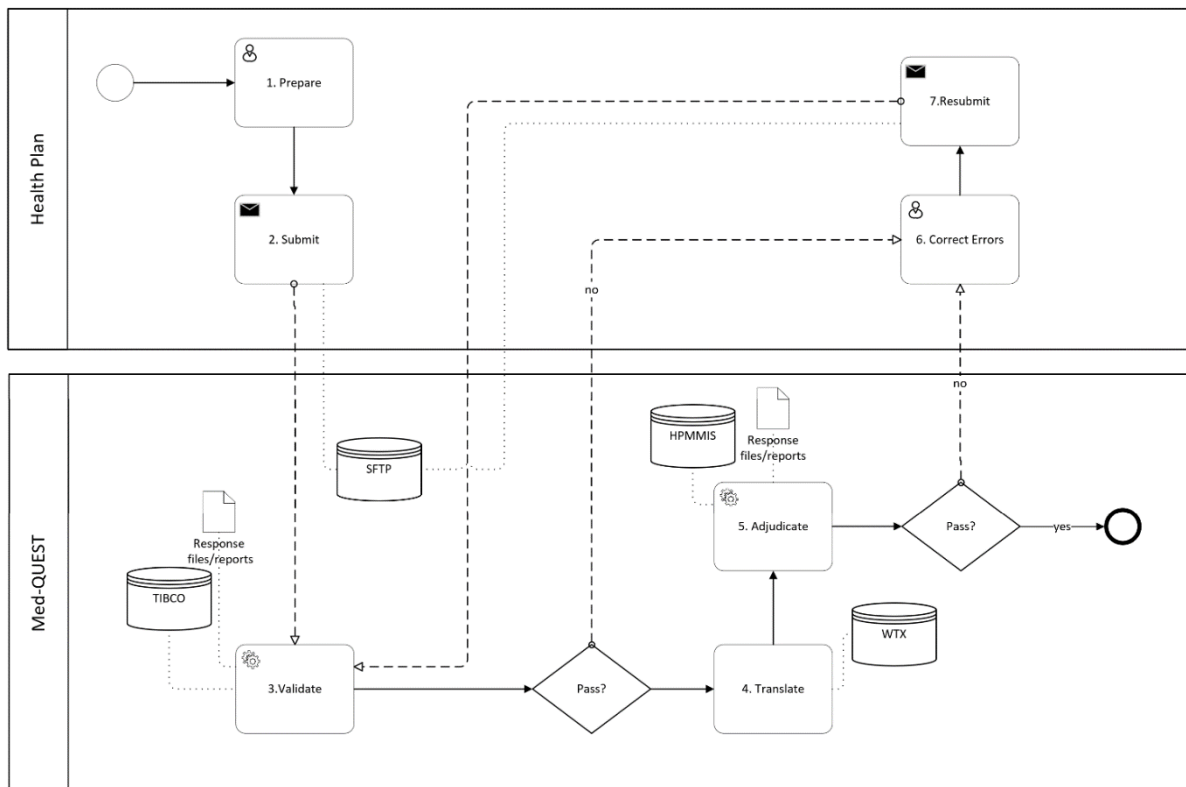 Health Plan
1. Prepare
7.Resubmit
2. Submit
6. Correct Errors
no
Med-QUEST
no
HPMMIS
Response
files/reports
SFTP
5. Adjudicate
Pass?
yes
Response
files/reports
TIBCO
WTX
3.Validate
Pass?
4. Translate